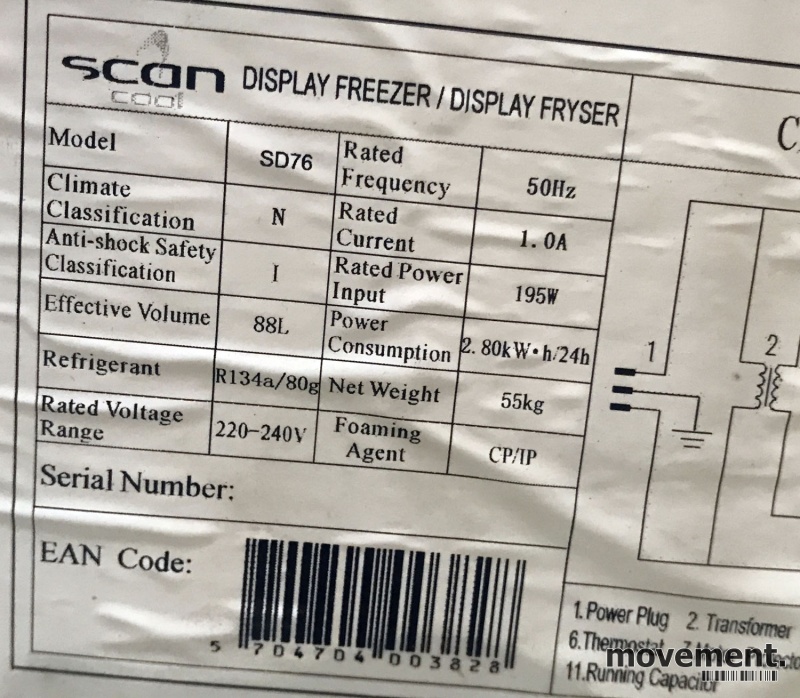 scan
cool
DISPLAY FREEZER / DISPLAY FRYSER
Model
SD76
Rated Frequency
50Hz
Climate Classification
N
Rated Current
1.0A
Anti-shock Safety Classification
I
Rated Power Input
195W
Effective Volume
88L
Power Consumption
2.80kW•h/24h
Refrigerant
R134a/80g
Net Weight
55kg
Rated Voltage Range
220-240V
Foaming Agent
CP/IP
Serial Number:
EAN Code:
5 704704 003828
C
1
2
1.Power Plug 2. Transformer
6.Thermostat
11.Running Capacitor
movement.